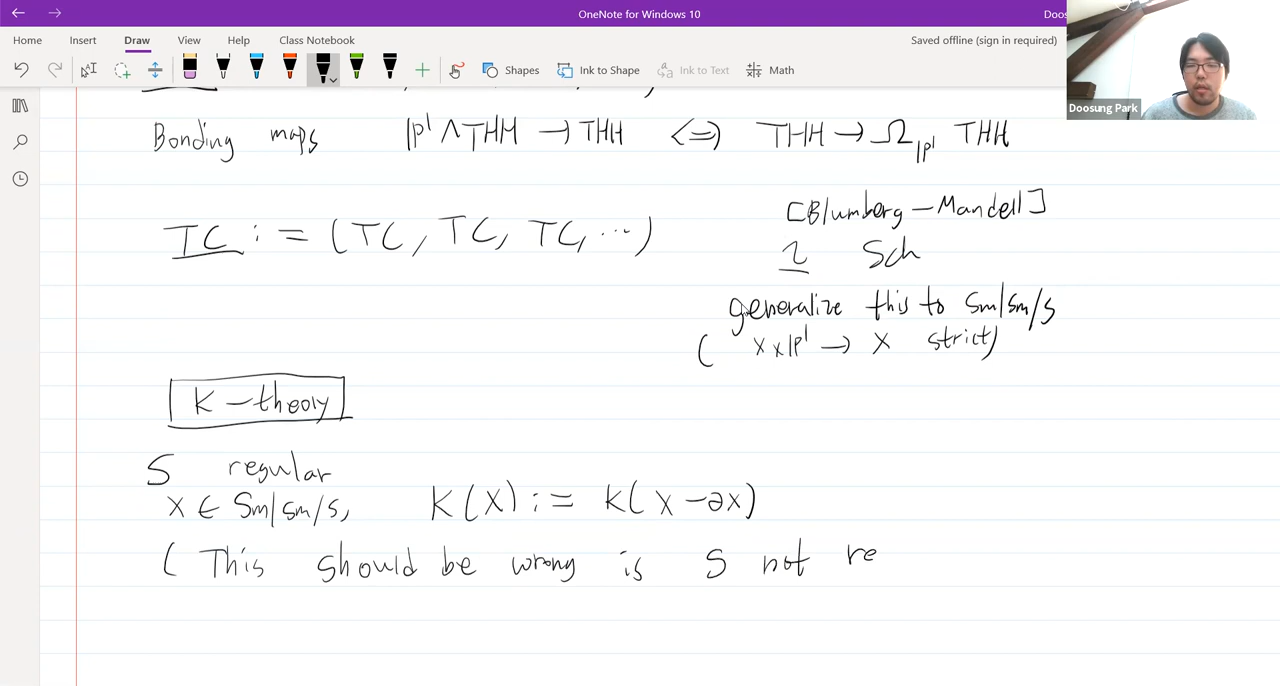 OneNote for Windows 10
Doos
Home Insert Draw View Help Class Notebook
Saved offline (sign in required)
Shapes Ink to Shape Ink to Text Math
Doosung Park
Bonding maps ℙ¹ ∧ THH → THH ⇔ THH → Ω_ℙ¹ THH
[Blumberg–Mandell]
TC := (TC, TC, TC, ...)
Sch
generalize this to Sm/Sm/S
( X×ℙ¹ → X strict)
K-theory
S regular
X ∈ Sm/Sm/S, K(X) := K(X-∂X)
( This should be wrong is S not re